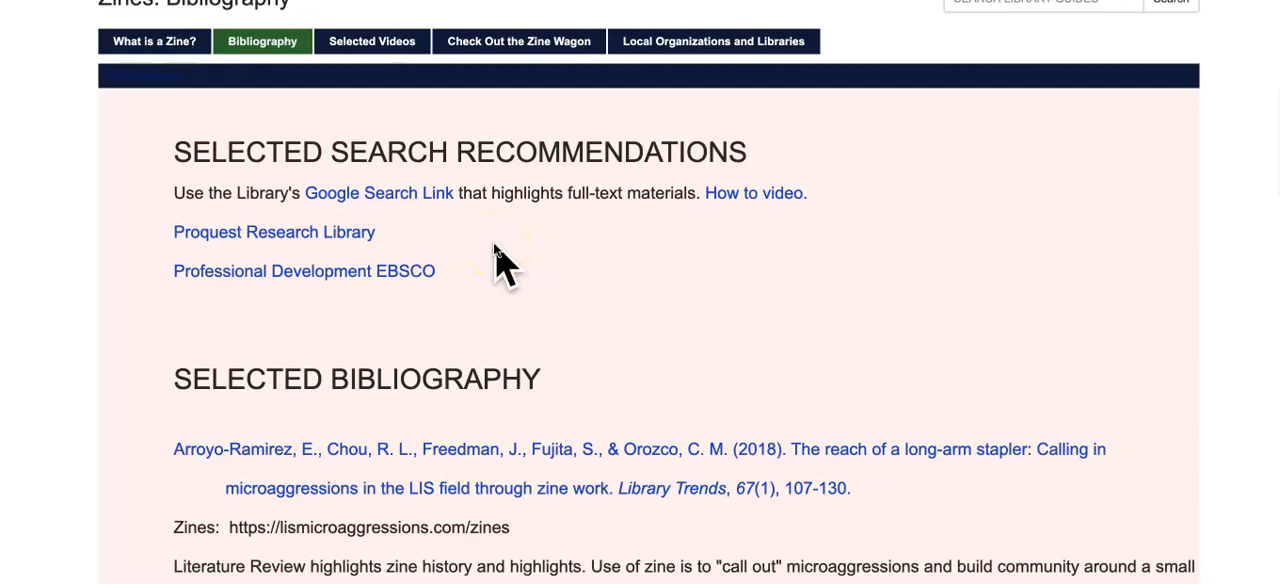 Zines: Bibliography
SEARCH LIBRARY GUIDES Search
What is a Zine? Bibliography Selected Videos Check Out the Zine Wagon Local Organizations and Libraries
SELECTED SEARCH RECOMMENDATIONS
Use the Library's Google Search Link that highlights full-text materials. How to video.
Proquest Research Library
Professional Development EBSCO
SELECTED BIBLIOGRAPHY
Arroyo-Ramirez, E., Chou, R. L., Freedman, J., Fujita, S., & Orozco, C. M. (2018). The reach of a long-arm stapler: Calling in
microaggressions in the LIS field through zine work. Library Trends, 67(1), 107-130.
Zines: https://lismicroaggressions.com/zines
Literature Review highlights zine history and highlights. Use of zine is to "call out" microaggressions and build community around a small